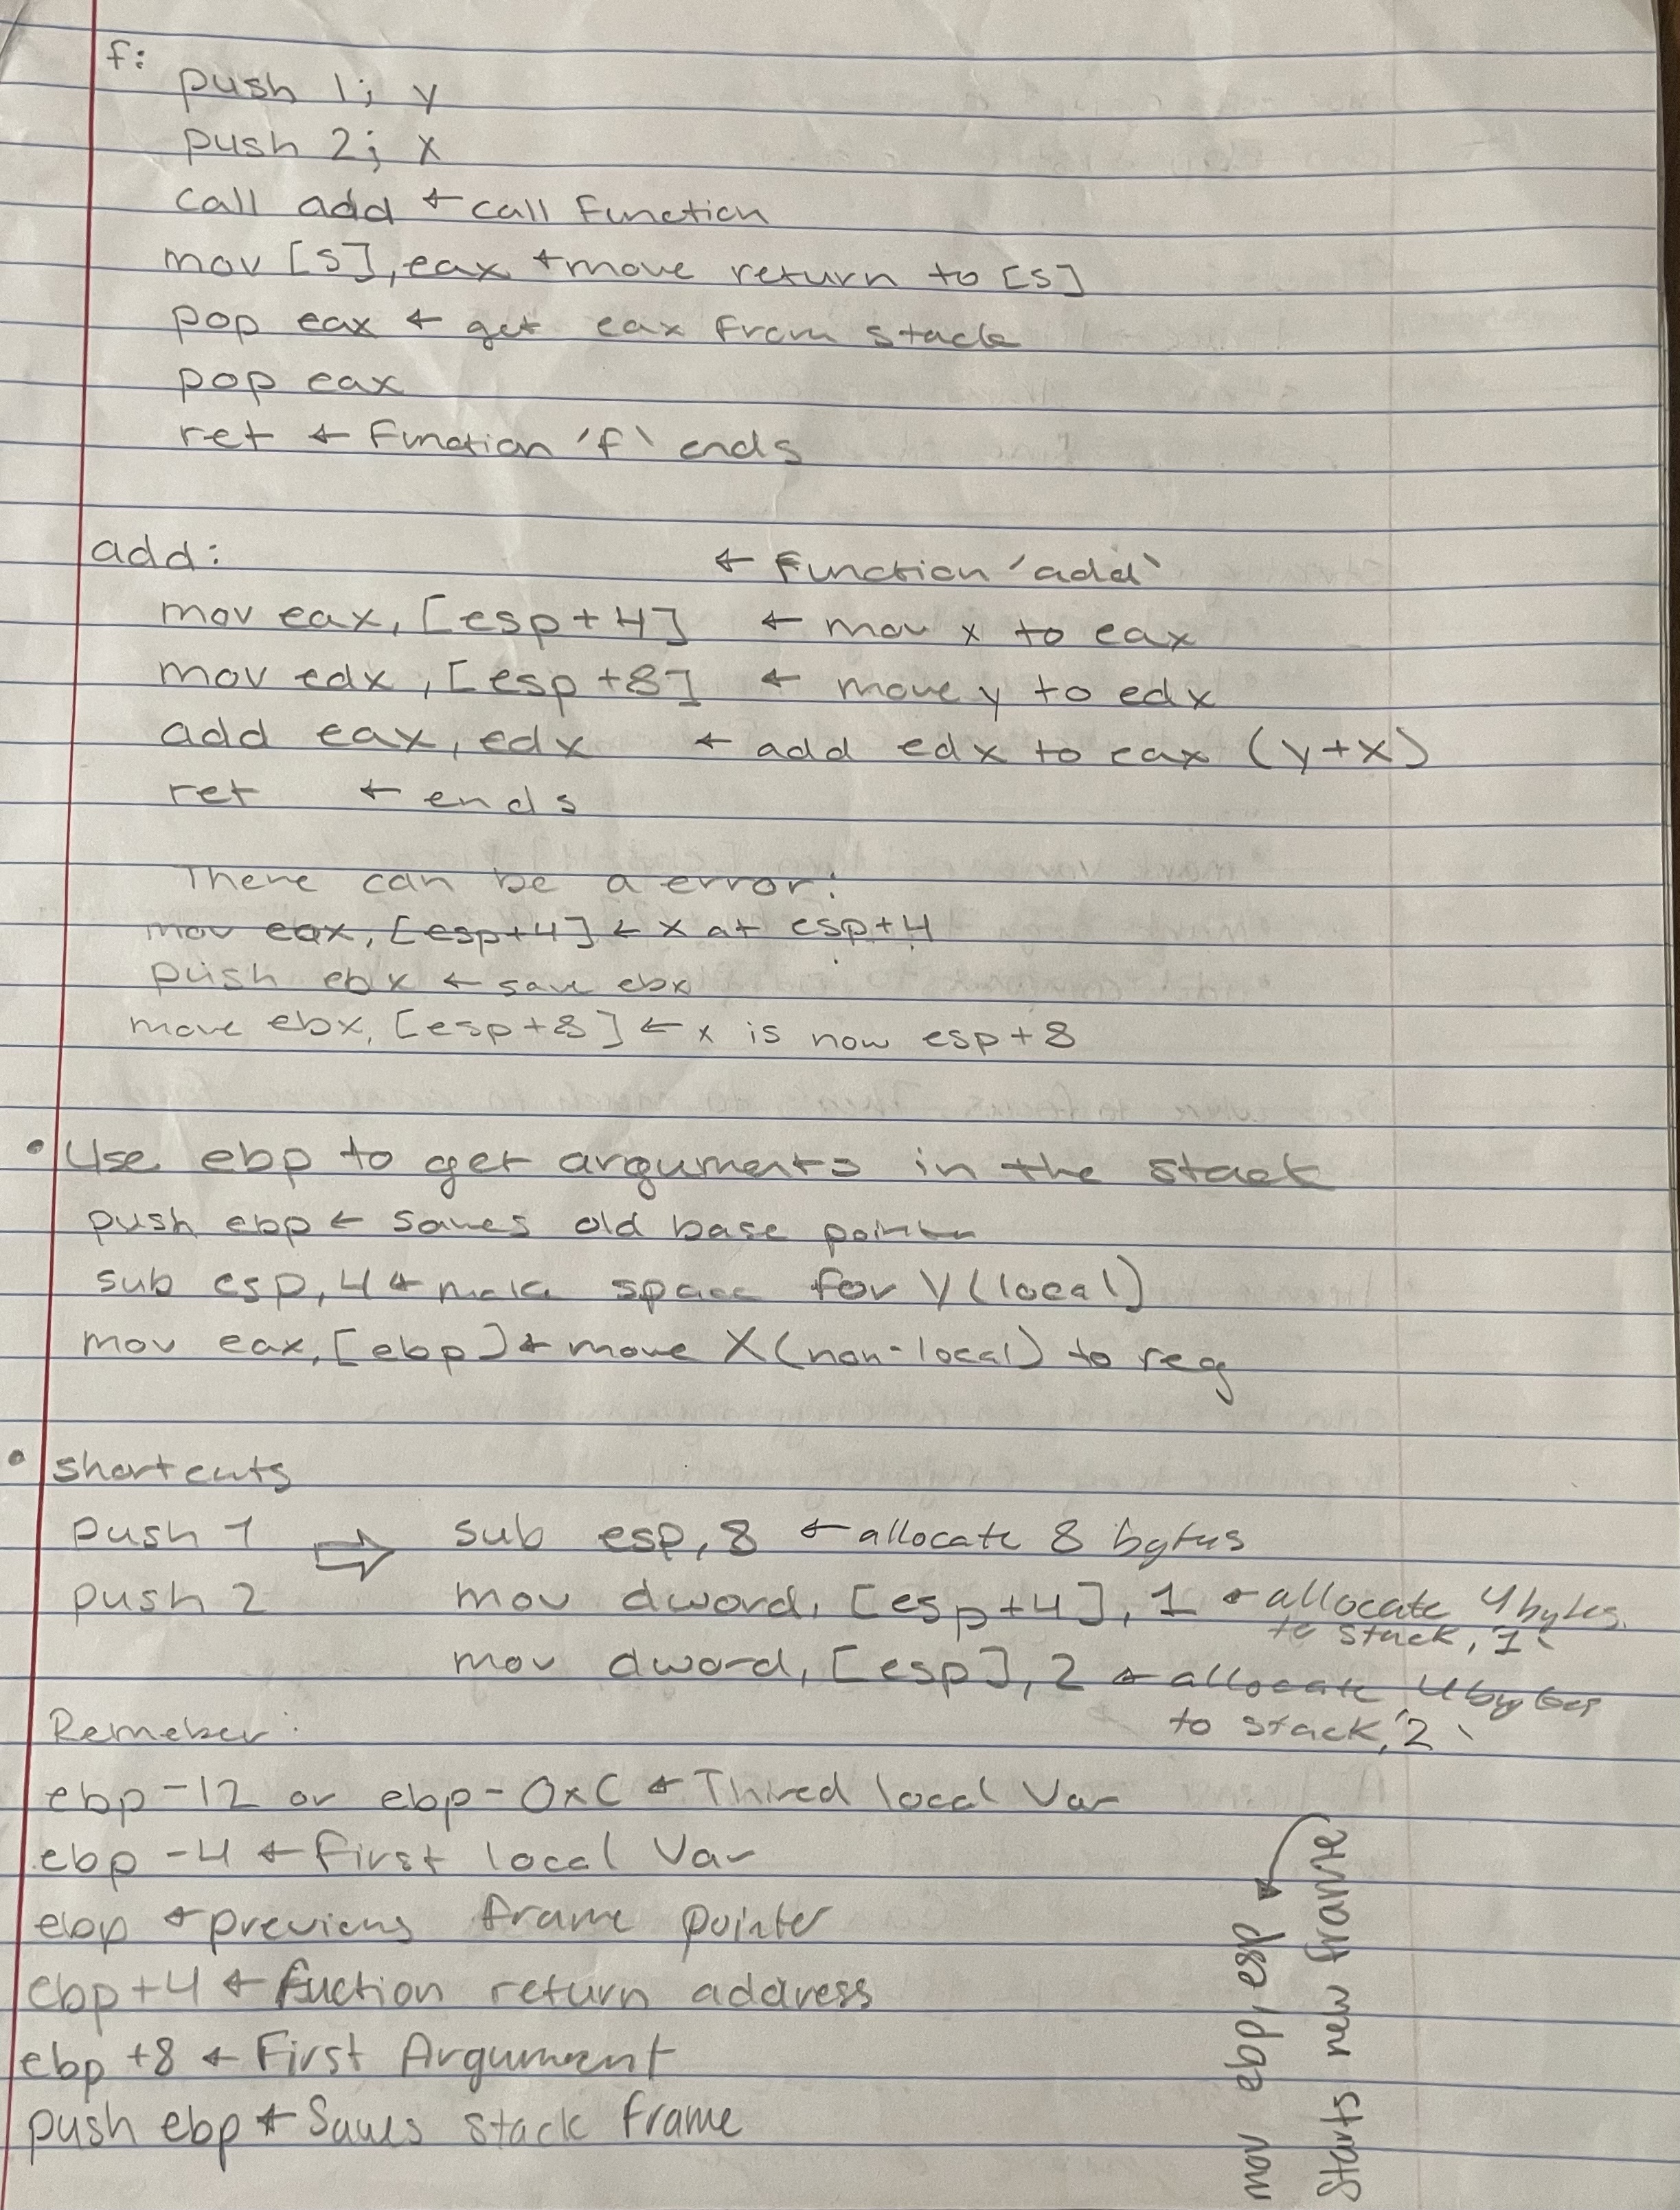 f:
push 1; y
push 2; x
call add ← call function
mov [s], eax ← move return to [s]
pop eax ← get eax from stack
pop eax
ret ← Function 'f' ends
add: ← Function 'add'
mov eax, [esp+4] ← mov x to eax
mov edx, [esp+8] ← move y to edx
add eax, edx ← add edx to eax (y+x)
ret ← ends
There can be a error:
mov eax, [esp+4] ← x at esp+4
push ebx ← save ebx
move ebx, [esp+8] ← x is now esp+8
• Use ebp to get arguments in the stack
push ebp ← saves old base pointer
sub esp, 4 ← make space for y (local)
mov eax, [ebp] ← move X (non-local) to reg
• shortcuts
push 1 ⇒ sub esp, 8 ← allocate 8 bytes
push 2 mov dword, [esp+4], 1 ← allocate 4 bytes
to stack, '1'
mov dword, [esp], 2 ← allocate 4 bytes
to stack, '2'
Remeber:
ebp -12 or ebp - 0xC ← Thired local Var
ebp -4 ← first local Var
ebp ← previous frame pointer
ebp+4 ← fuction return address
ebp +8 ← First Argument
push ebp ← Saves stack frame
mov ebp, esp
Starts new frame